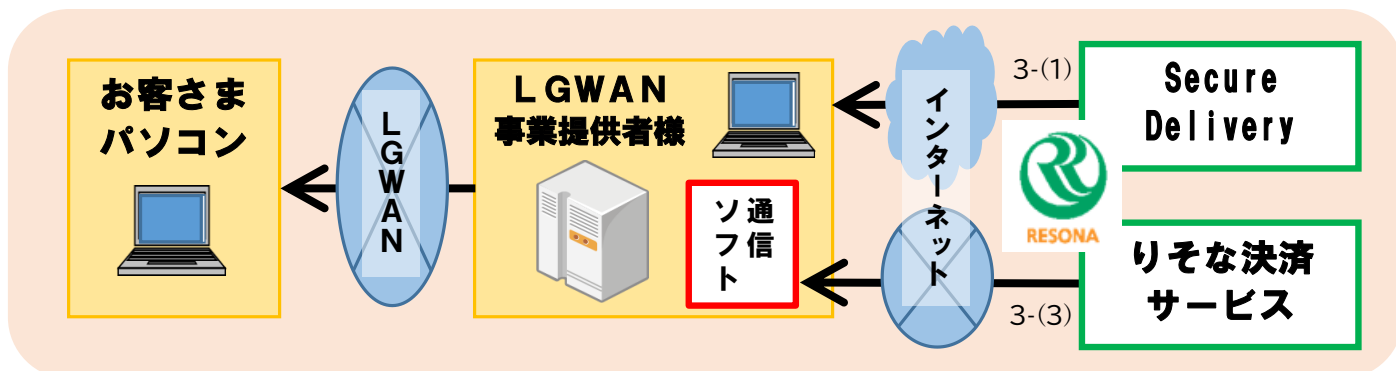 お客さま
パソコン
LGWAN
LGWAN
事業提供者様
通信
ソフト
インターネット
3-(1)
3-(3)
Secure
Delivery
RESONA
りそな決済
サービス